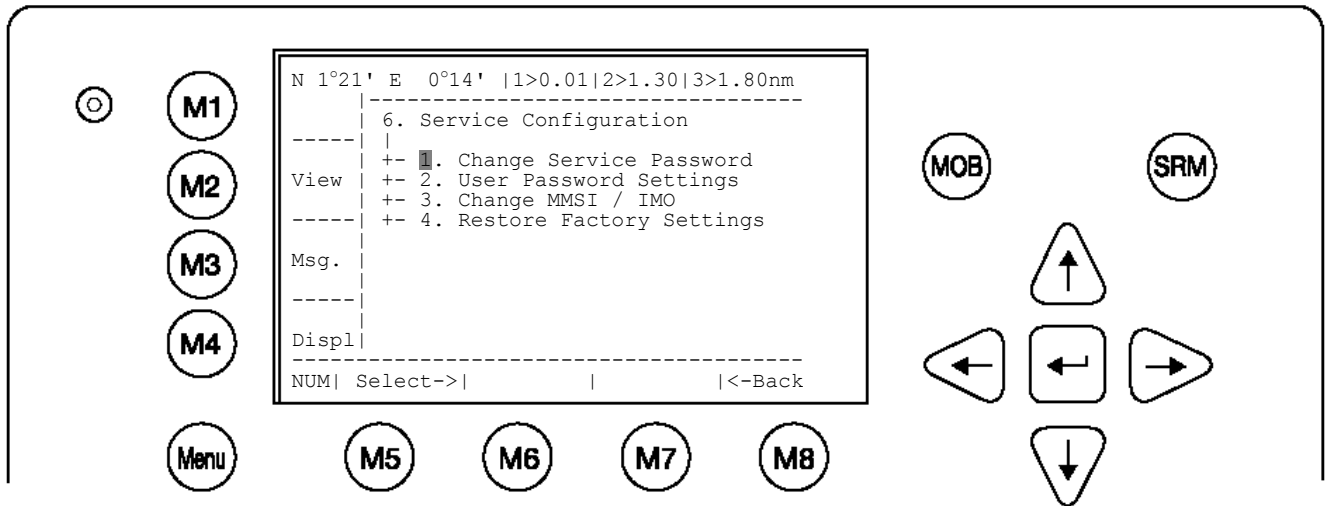 N 1°21' E 0°14' |1>0.01|2>1.30|3>1.80nm
6. Service Configuration
+- 1. Change Service Password
View | +- 2. User Password Settings
+- 3. Change MMSI / IMO
+- 4. Restore Factory Settings
Msg.
Displ|
NUM| Select->| | |<-Back
M1
M2
M3
M4
Menu
M5
M6
M7
M8
MOB
SRM